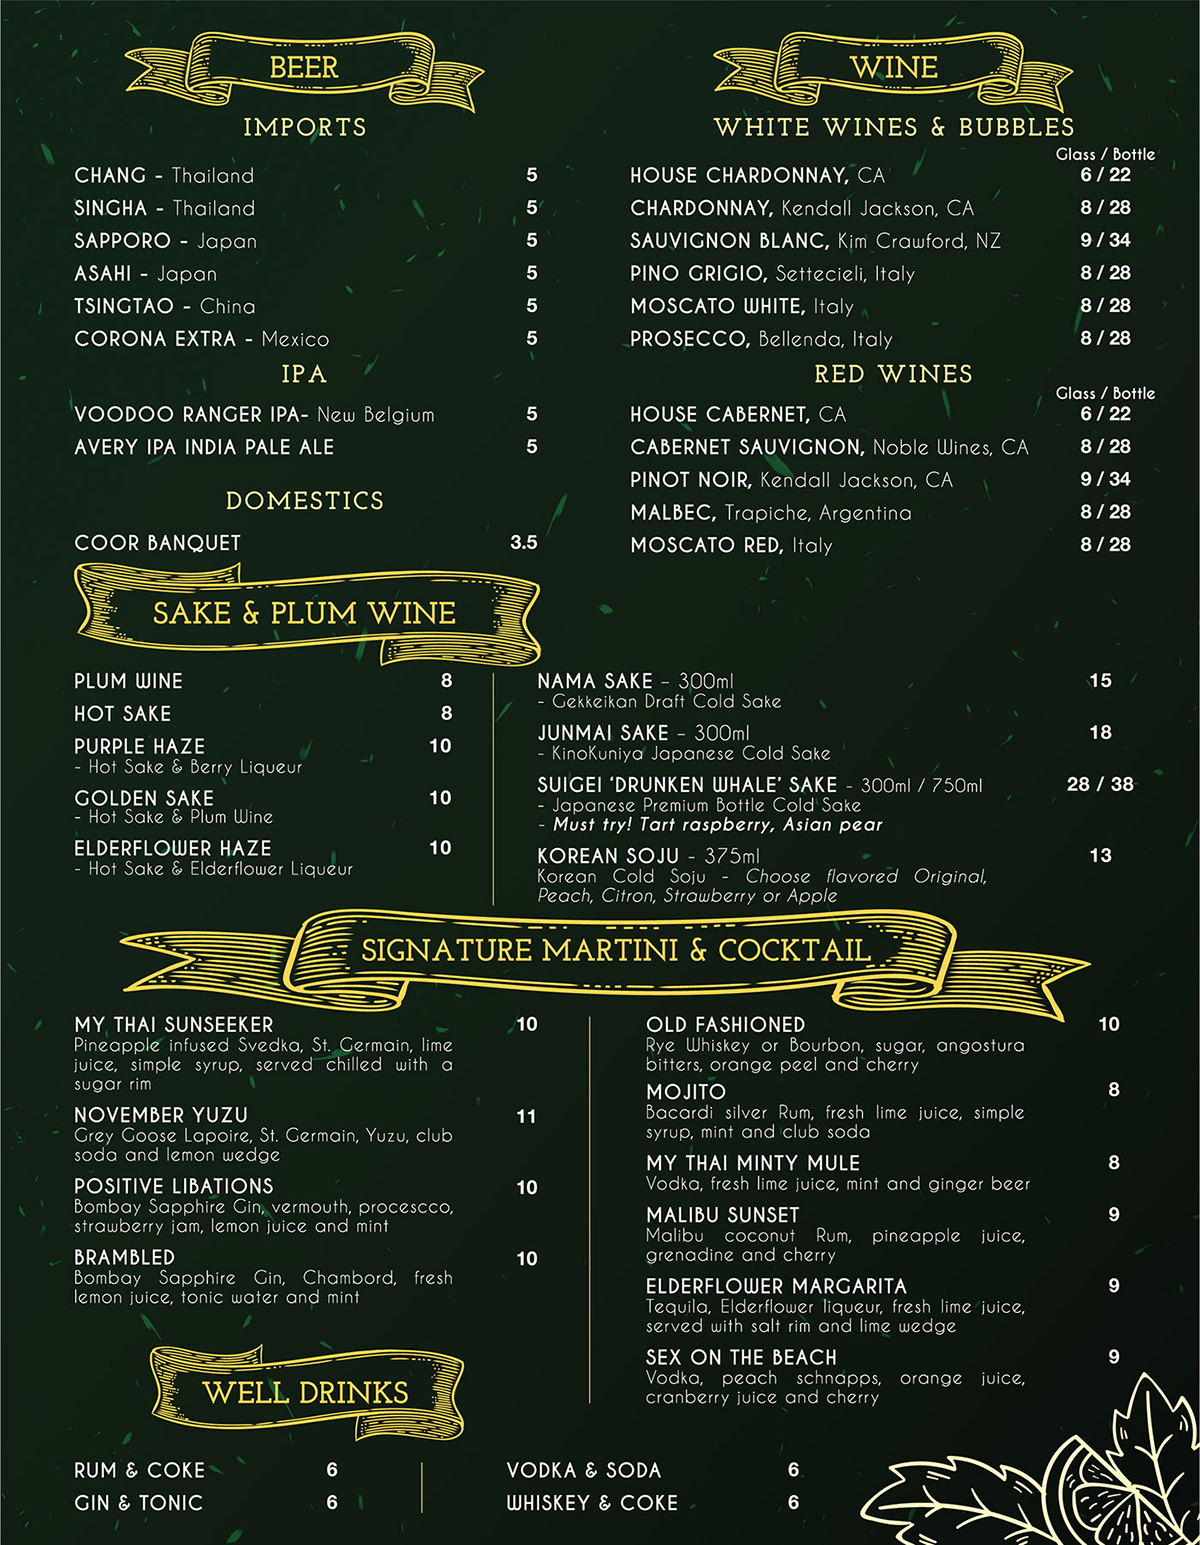 BEER
IMPORTS
CHANG - Thailand 5
SINGHA - Thailand 5
SAPPORO - Japan 5
ASAHI - Japan 5
TSINGTAO - China 5
CORONA EXTRA - Mexico 5
IPA
VOODOO RANGER IPA- New Belgium 5
AVERY IPA INDIA PALE ALE 5
DOMESTICS
COOR BANQUET 3.5
WINE
WHITE WINES & BUBBLES
Glass / Bottle
HOUSE CHARDONNAY, CA 6 / 22
CHARDONNAY, Kendall Jackson, CA 8 / 28
SAUVIGNON BLANC, Kim Crawford, NZ 9 / 34
PINO GRIGIO, Settecieli, Italy 8 / 28
MOSCATO WHITE, Italy 8 / 28
PROSECCO, Bellenda, Italy 8 / 28
RED WINES
Glass / Bottle
HOUSE CABERNET, CA 6 / 22
CABERNET SAUVIGNON, Noble Wines, CA 8 / 28
PINOT NOIR, Kendall Jackson, CA 9 / 34
MALBEC, Trapiche, Argentina 8 / 28
MOSCATO RED, Italy 8 / 28
SAKE & PLUM WINE
PLUM WINE 8
HOT SAKE 8
PURPLE HAZE 10
- Hot Sake & Berry Liqueur
GOLDEN SAKE 10
- Hot Sake & Plum Wine
ELDERFLOWER HAZE 10
- Hot Sake & Elderflower Liqueur
NAMA SAKE - 300ml 15
- Gekkeikan Draft Cold Sake
JUNMAI SAKE - 300ml 18
- KinoKuniya Japanese Cold Sake
SUIGEI ‘DRUNKEN WHALE’ SAKE - 300ml / 750ml 28 / 38
- Japanese Premium Bottle Cold Sake
- Must try! Tart raspberry, Asian pear
KOREAN SOJU - 375ml 13
Korean Cold Soju - Choose flavored Original,
Peach, Citron, Strawberry or Apple
SIGNATURE MARTINI & COCKTAIL
MY THAI SUNSEEKER 10
Pineapple infused Svedka, St. Germain, lime
juice, simple syrup, served chilled with a
sugar rim
NOVEMBER YUZU 11
Grey Goose Lapoire, St. Germain, Yuzu, club
soda and lemon wedge
POSITIVE LIBATIONS 10
Bombay Sapphire Gin, vermouth, procescco,
strawberry jam, lemon juice and mint
BRAMBLED 10
Bombay Sapphire Gin, Chambord, fresh
lemon juice, tonic water and mint
OLD FASHIONED 10
Rye Whiskey or Bourbon, sugar, angostura
bitters, orange peel and cherry
MOJITO 8
Bacardi silver Rum, fresh lime juice, simple
syrup, mint and club soda
MY THAI MINTY MULE 8
Vodka, fresh lime juice, mint and ginger beer
MALIBU SUNSET 9
Malibu coconut Rum, pineapple juice,
grenadine and cherry
ELDERFLOWER MARGARITA 9
Tequila, Elderflower liqueur, fresh lime juice,
served with salt rim and lime wedge
SEX ON THE BEACH 9
Vodka, peach schnapps, orange juice,
cranberry juice and cherry
WELL DRINKS
RUM & COKE 6
GIN & TONIC 6
VODKA & SODA 6
WHISKEY & COKE 6